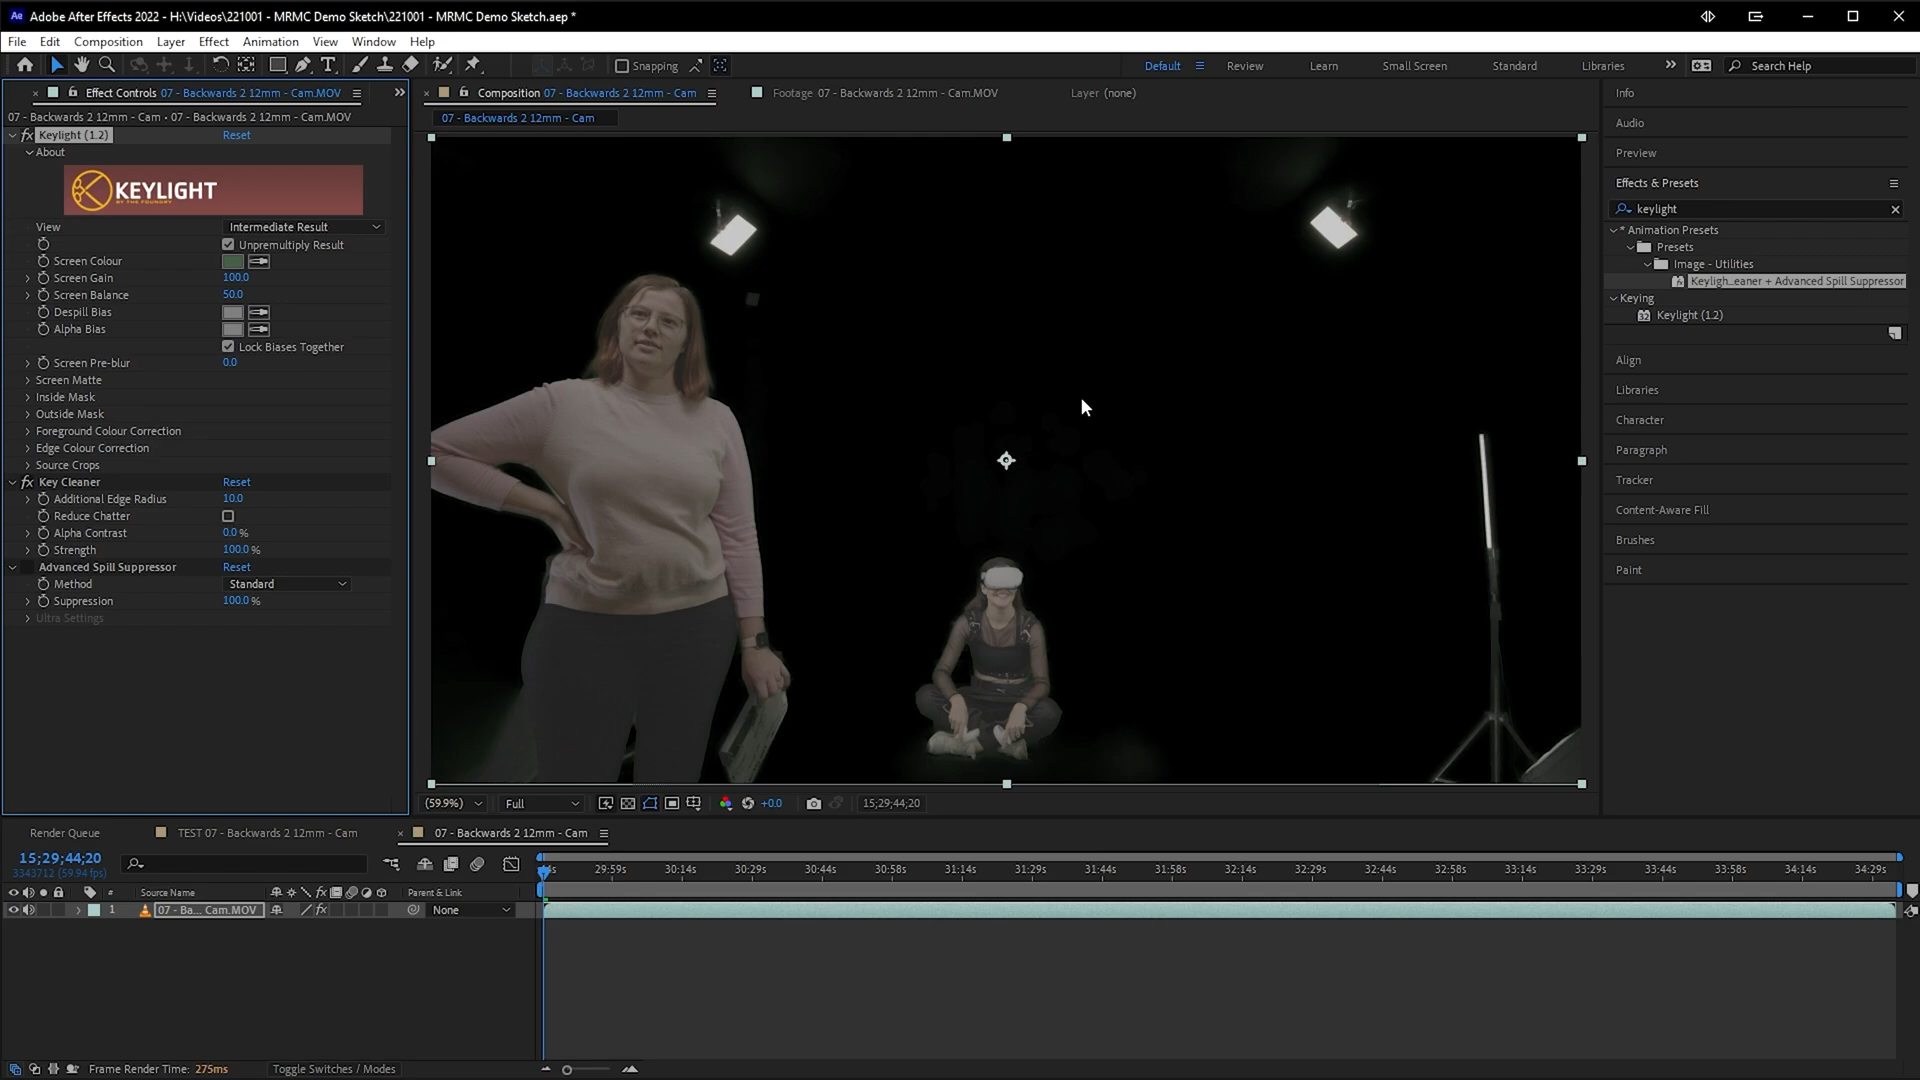 Adobe After Effects 2022 - H:\Videos\221001 - MRMC Demo Sketch\221001 - MRMC Demo Sketch.aep *
File Edit Composition Layer Effect Animation View Window Help
Snapping
Default Review Learn Small Screen Standard Libraries Search Help
Effect Controls 07 - Backwards 2 12mm - Cam.MOV
Composition 07 - Backwards 2 12mm - Cam
Footage 07 - Backwards 2 12mm - Cam.MOV
Layer (none)
07 - Backwards 2 12mm - Cam • 07 - Backwards 2 12mm - Cam.MOV
07 - Backwards 2 12mm - Cam
Keylight (1.2) Reset
About
KEYLIGHT
BY THE FOUNDRY
View Intermediate Result
Unpremultiply Result
Screen Colour
Screen Gain 100.0
Screen Balance 50.0
Despill Bias
Alpha Bias
Lock Biases Together
Screen Pre-blur 0.0
Screen Matte
Inside Mask
Outside Mask
Foreground Colour Correction
Edge Colour Correction
Source Crops
Key Cleaner Reset
Additional Edge Radius 10.0
Reduce Chatter
Alpha Contrast 0.0 %
Strength 100.0 %
Advanced Spill Suppressor Reset
Method Standard
Suppression 100.0 %
Ultra Settings
Info
Audio
Preview
Effects & Presets
keylight
* Animation Presets
Presets
Image - Utilities
Keyligh...eaner + Advanced Spill Suppressor
Keying
32
Keylight (1.2)
Align
Libraries
Character
Paragraph
Tracker
Content-Aware Fill
Brushes
Paint
(59.9%) Full +0.0 15;29;44;20
Render Queue TEST 07 - Backwards 2 12mm - Cam 07 - Backwards 2 12mm - Cam
15;29;44;20
3343712 (59.94 fps)
29:59s 30:14s 30:29s 30:44s 30:58s 31:14s 31:29s 31:44s 31:58s 32:14s 32:29s 32:44s 32:58s 33:14s 33:29s 33:44s 33:58s 34:14s 34:29s
# Source Name Parent & Link
1 07 - Ba... Cam.MOV None
Frame Render Time: 275ms Toggle Switches / Modes